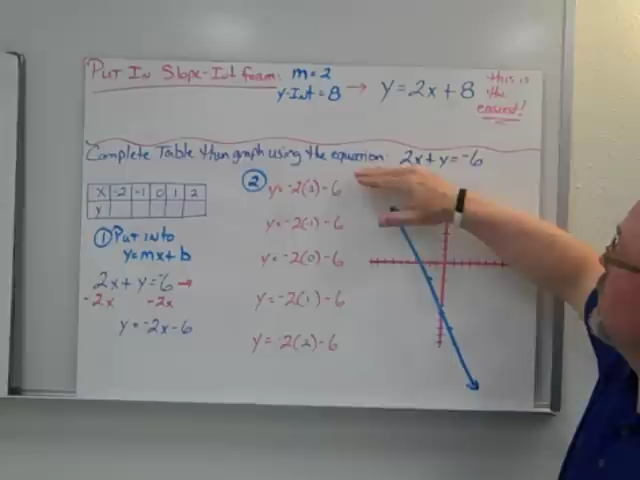 Put In Slope-Int form: m=2
y-Int = 8 → y=2x+8
this is
the
easiest!
Complete Table then graph using the equation: 2x+y=-6
x -2 -1 0 1 2
y
① Put into
y=mx+b
2x+y=-6 →
-2x -2x
y=-2x-6
② y=-2(2)-6
y=-2(-1)-6
y=-2(0)-6
y=-2(1)-6
y=-2(2)-6